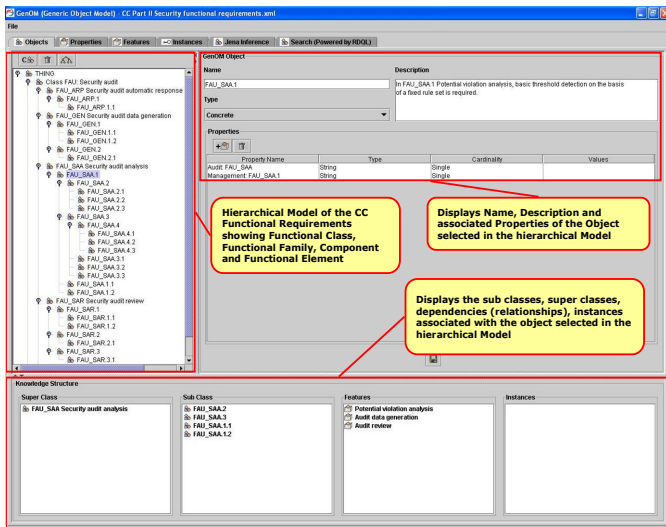 GenOM (Generic Object Model) - CC Part II Security functional requirements.xml
File
Objects Properties Features Instances Jena Inference Search (Powered by RDQL)
THING
Class FAU: Security audit
FAU_ARP Security audit automatic response
FAU_ARP.1
FAU_ARP.1.1
FAU_GEN Security audit data generation
FAU_GEN.1
FAU_GEN.1.1
FAU_GEN.1.2
FAU_GEN.2
FAU_GEN.2.1
FAU_SAA Security audit analysis
FAU_SAA.1
FAU_SAA.2
FAU_SAA.2.1
FAU_SAA.2.2
FAU_SAA.2.3
FAU_SAA.3
FAU_SAA.4
FAU_SAA.4.1
FAU_SAA.4.2
FAU_SAA.4.3
FAU_SAA.3.1
FAU_SAA.3.2
FAU_SAA.3.3
FAU_SAA.1.1
FAU_SAA.1.2
FAU_SAR Security audit review
FAU_SAR.1
FAU_SAR.1.1
FAU_SAR.1.2
FAU_SAR.2
FAU_SAR.2.1
FAU_SAR.3
FAU_SAR.3.1
GenOM Object
Name Description
FAU_SAA.1
In FAU_SAA.1 Potential violation analysis, basic threshold detection on the basis
of a fixed rule set is required.
Type
Concrete
Properties
Property Name Type Cardinality Values
Audit: FAU_SAA String Single
Management: FAU_SAA.1 String Single
Hierarchical Model of the CC
Functional Requirements
showing Functional Class,
Functional Family, Component
and Functional Element
Displays Name, Description and
associated Properties of the Object
selected in the hierarchical Model
Displays the sub classes, super classes,
dependencies (relationships), instances
associated with the object selected in the
hierarchical Model
Knowledge Structure
Super Class Sub Class Features Instances
FAU_SAA Security audit analysis
FAU_SAA.2
FAU_SAA.3
FAU_SAA.1.1
FAU_SAA.1.2
Potential violation analysis
Audit data generation
Audit review